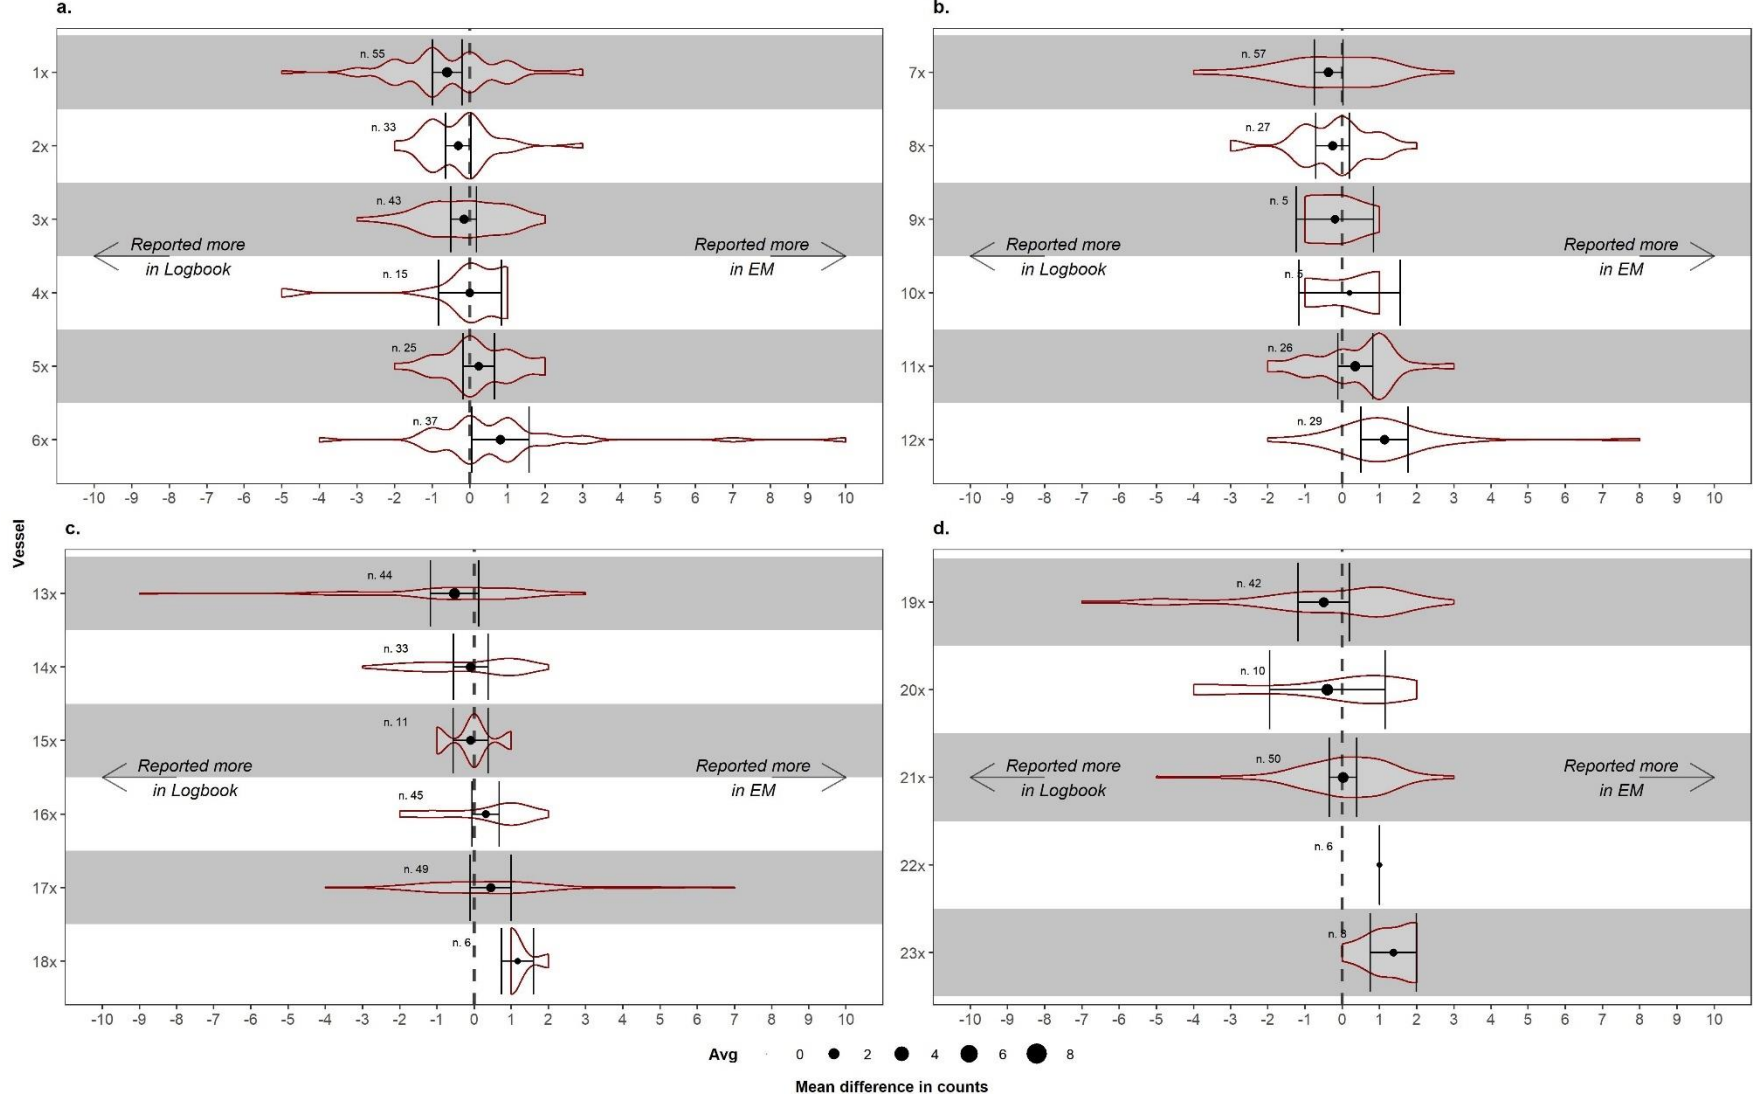 a.
n. 55
1x
n. 33
2x
n. 43
3x
Reported more
in Logbook
Reported more
in EM
n. 15
4x
n. 25
5x
n. 37
6x
-10 -9 -8 -7 -6 -5 -4 -3 -2 -1 0 1 2 3 4 5 6 7 8 9 10
b.
n. 57
7x
n. 27
8x
n. 5
9x
Reported more
in Logbook
Reported more
in EM
n. 5
10x
n. 26
11x
n. 29
12x
-10 -9 -8 -7 -6 -5 -4 -3 -2 -1 0 1 2 3 4 5 6 7 8 9 10
Vessel
c.
n. 44
13x
n. 33
14x
n. 11
15x
Reported more
in Logbook
Reported more
in EM
n. 45
16x
n. 49
17x
n. 6
18x
-10 -9 -8 -7 -6 -5 -4 -3 -2 -1 0 1 2 3 4 5 6 7 8 9 10
d.
n. 42
19x
n. 10
20x
n. 50
21x
Reported more
in Logbook
Reported more
in EM
n. 6
22x
n. 8
23x
-10 -9 -8 -7 -6 -5 -4 -3 -2 -1 0 1 2 3 4 5 6 7 8 9 10
Avg 0 2 4 6 8
Mean difference in counts